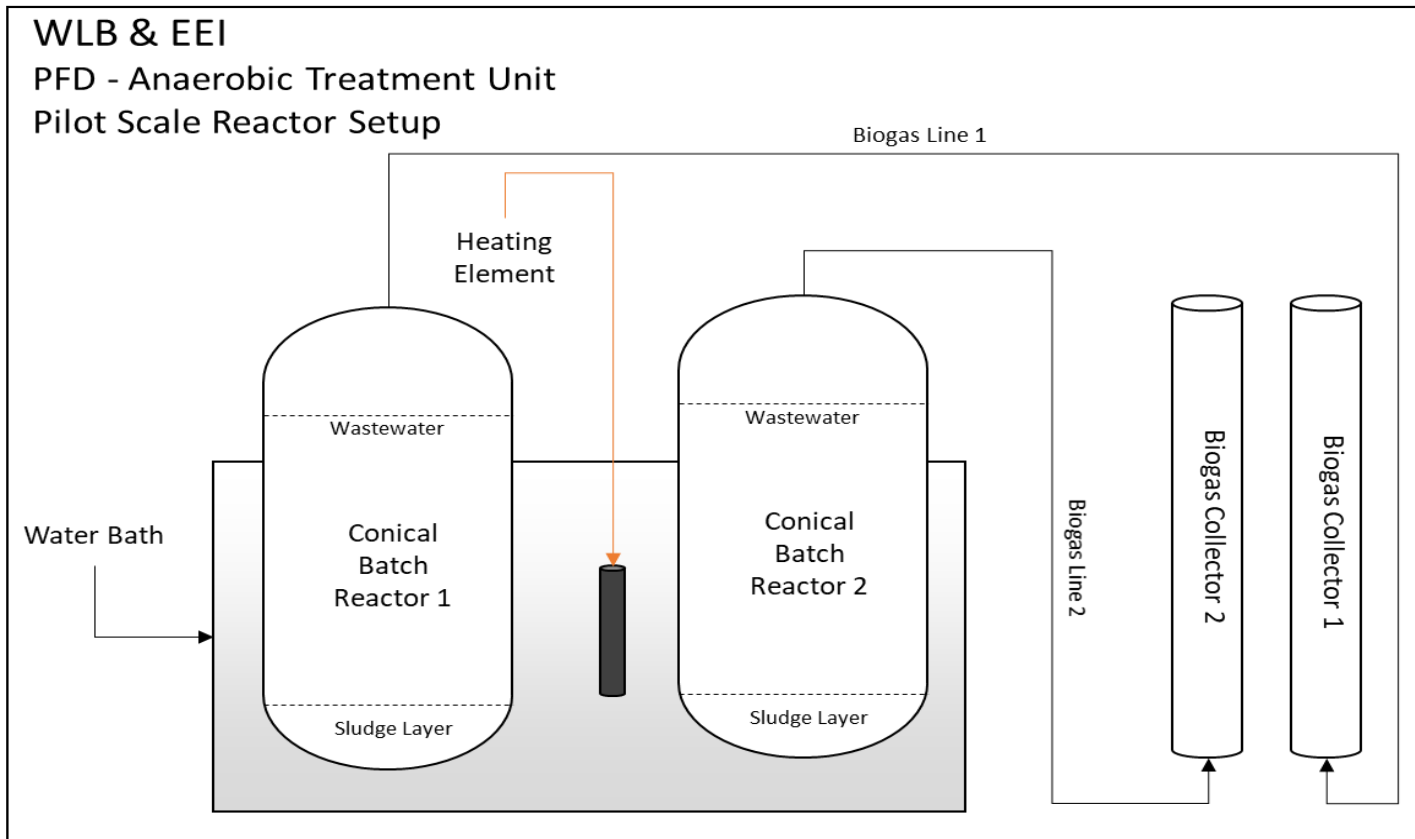 WLB & EEI
PFD - Anaerobic Treatment Unit
Pilot Scale Reactor Setup
Biogas Line 1
Heating
Element
Wastewater
Wastewater
Water Bath
Conical
Batch
Reactor 1
Conical
Batch
Reactor 2
Biogas Line 2
Biogas Collector 2
Biogas Collector 1
Sludge Layer
Sludge Layer